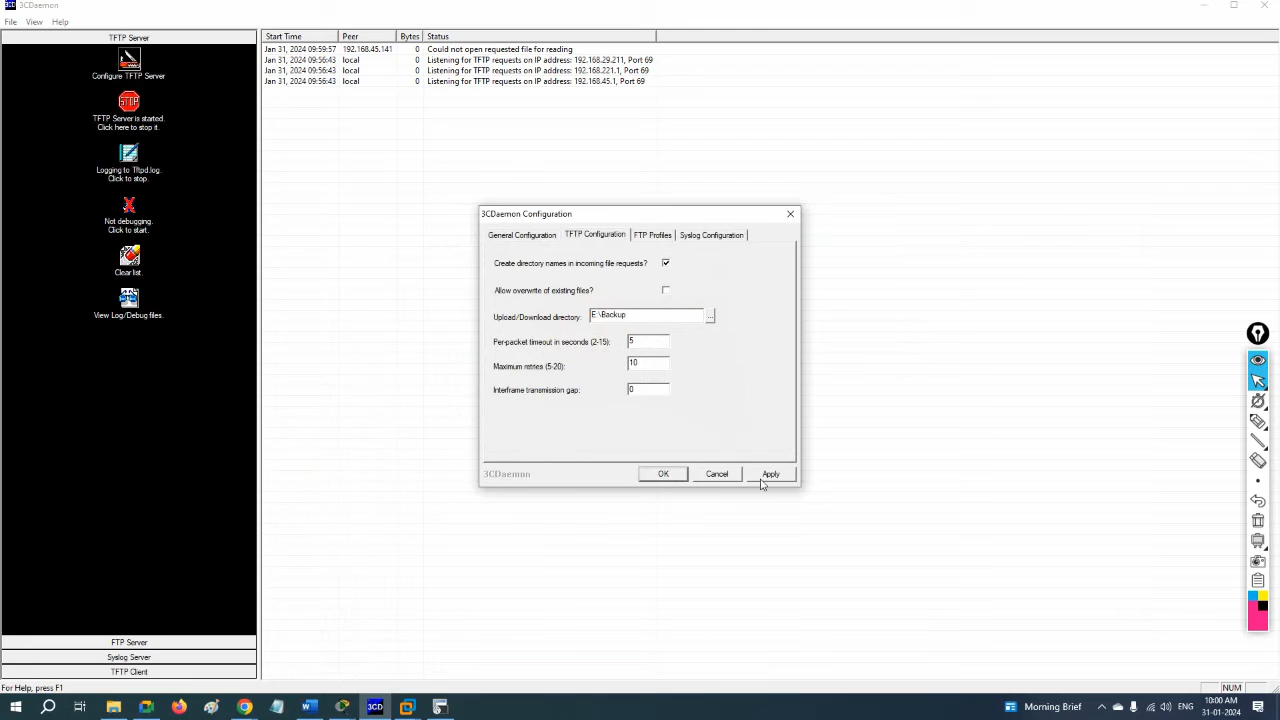 3CDaemon
File View Help
TFTP Server
Configure TFTP Server
STOP
TFTP Server is started.
Click here to stop it.
Logging to Tftpd.log.
Click to stop.
Not debugging.
Click to start.
Clear list.
View Log/Debug files.
FTP Server
Syslog Server
TFTP Client
Start Time Peer Bytes Status
Jan 31, 2024 09:59:57 192.168.45.141 0 Could not open requested file for reading
Jan 31, 2024 09:56:43 local 0 Listening for TFTP requests on IP address: 192.168.29.211, Port 69
Jan 31, 2024 09:56:43 local 0 Listening for TFTP requests on IP address: 192.168.221.1, Port 69
Jan 31, 2024 09:56:43 local 0 Listening for TFTP requests on IP address: 192.168.45.1, Port 69
3CDaemon Configuration
General Configuration TFTP Configuration FTP Profiles Syslog Configuration
Create directory names in incoming file requests?
Allow overwrite of existing files?
Upload/Download directory: E:\Backup ...
Per-packet timeout in seconds (2-15): 5
Maximum retries (5-20): 10
Interframe transmission gap: 0
3CDaemon OK Cancel Apply
For Help, press F1 NUM
3CD Morning Brief ENG 10:00 AM
31-01-2024